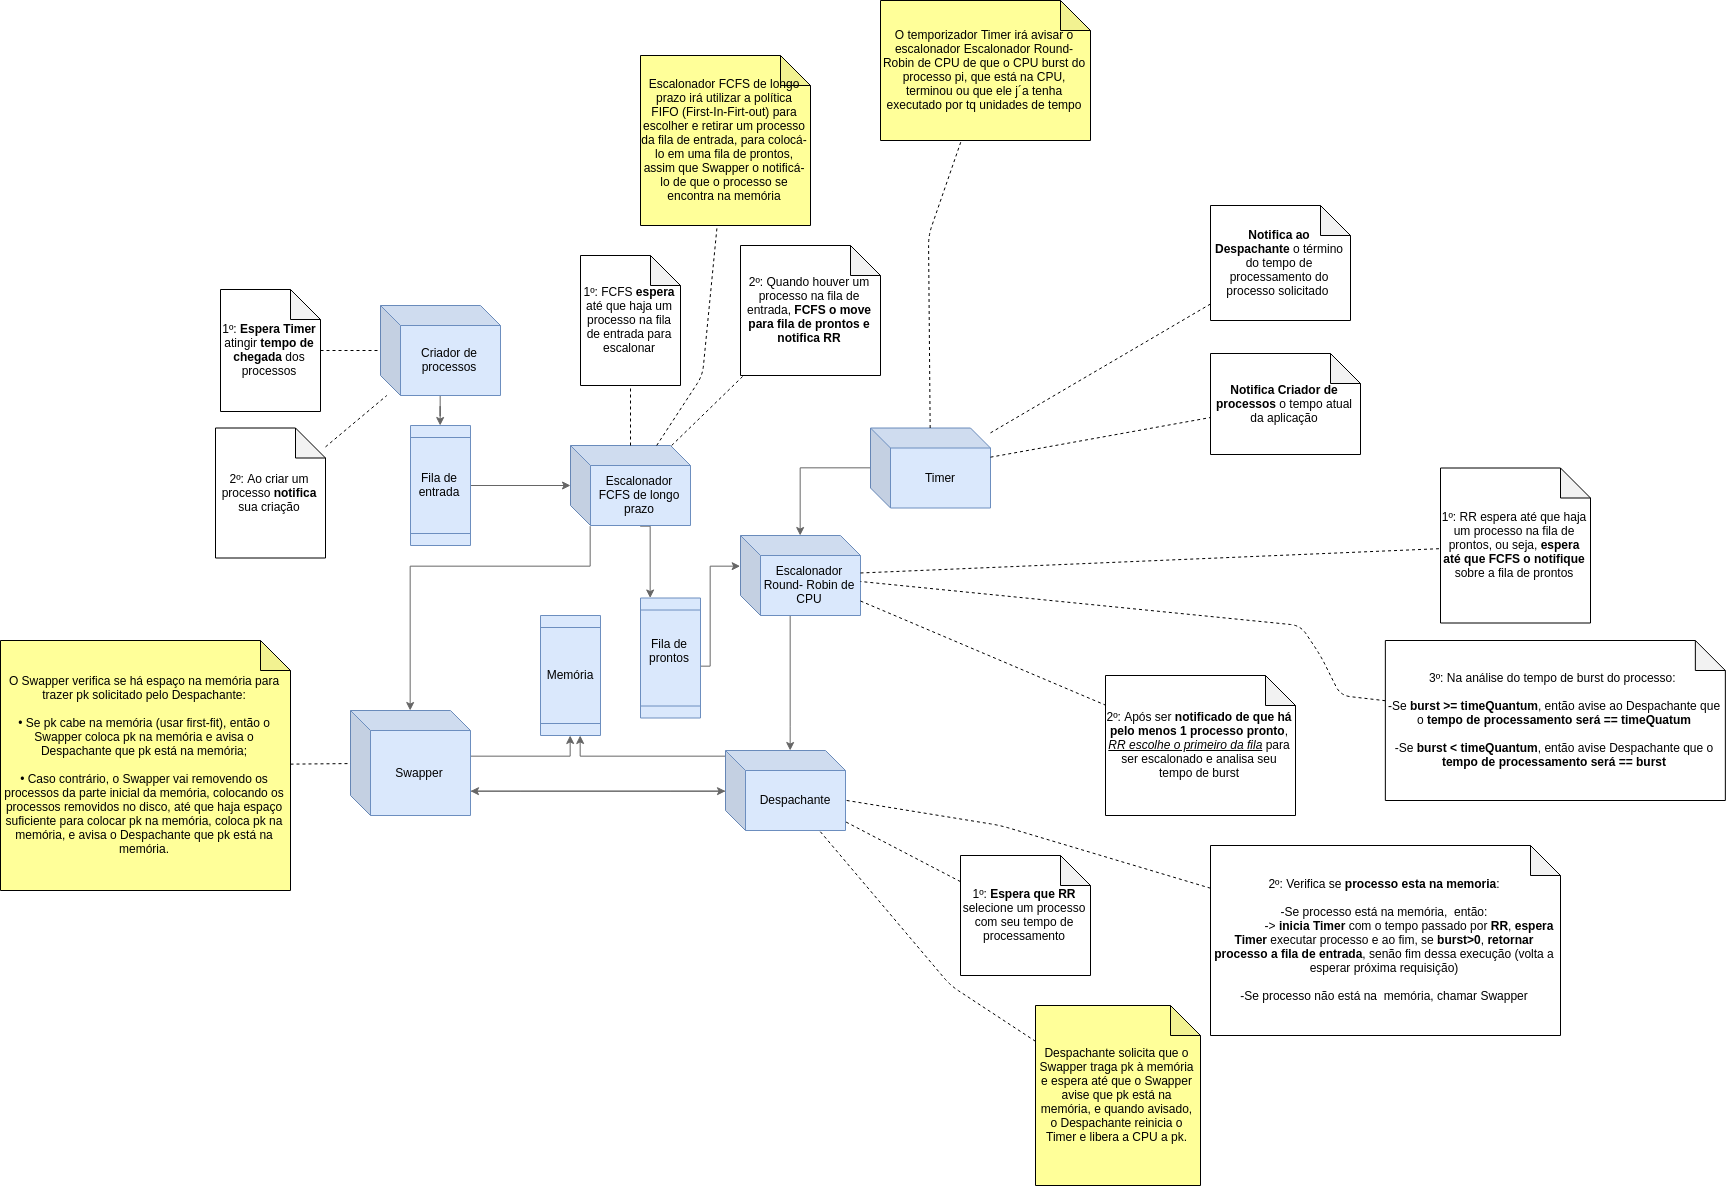 O temporizador Timer irá avisar o
escalonador Escalonador Round-
Robin de CPU de que o CPU burst do
processo pi, que está na CPU,
terminou ou que ele j´a tenha
executado por tq unidades de tempo
Escalonador FCFS de longo
prazo irá utilizar a política
FIFO (First-In-Firt-out) para
escolher e retirar um processo
da fila de entrada, para colocá-
lo em uma fila de prontos,
assim que Swapper o notificá-
lo de que o processo se
encontra na memória
Notifica ao
Despachante o término
do tempo de
processamento do
processo solicitado
1º: FCFS espera
até que haja um
processo na fila
de entrada para
escalonar
2º: Quando houver um
processo na fila de
entrada, FCFS o move
para fila de prontos e
notifica RR
1º: Espera Timer
atingir tempo de
chegada dos
processos
Criador de
processos
Notifica Criador de
processos o tempo atual
da aplicação
2º: Ao criar um
processo notifica
sua criação
Fila de
entrada
Escalonador
FCFS de longo
prazo
Timer
1º: RR espera até que haja
um processo na fila de
prontos, ou seja, espera
até que FCFS o notifique
sobre a fila de prontos
Escalonador
Round- Robin de
CPU
Memória
Fila de
prontos
O Swapper verifica se há espaço na memória para
trazer pk solicitado pelo Despachante:
• Se pk cabe na memória (usar first-fit), então o
Swapper coloca pk na memória e avisa o
Despachante que pk está na memória;
• Caso contrário, o Swapper vai removendo os
processos da parte inicial da memória, colocando os
processos removidos no disco, até que haja espaço
suficiente para colocar pk na memória, coloca pk na
memória, e avisa o Despachante que pk está na
memória.
3º: Na análise do tempo de burst do processo:
-Se burst >= timeQuantum, então avise ao Despachante que
o tempo de processamento será == timeQuatum
-Se burst < timeQuantum, então avise Despachante que o
tempo de processamento será == burst
2º: Após ser notificado de que há
pelo menos 1 processo pronto,
RR escolhe o primeiro da fila para
ser escalonado e analisa seu
tempo de burst
Swapper
Despachante
1º: Espera que RR
selecione um processo
com seu tempo de
processamento
2º: Verifica se processo esta na memoria:
-Se processo está na memória, então:
-> inicia Timer com o tempo passado por RR, espera
Timer executar processo e ao fim, se burst>0, retornar
processo a fila de entrada, senão fim dessa execução (volta a
esperar próxima requisição)
-Se processo não está na memória, chamar Swapper
Despachante solicita que o
Swapper traga pk à memória
e espera até que o Swapper
avise que pk está na
memória, e quando avisado,
o Despachante reinicia o
Timer e libera a CPU a pk.